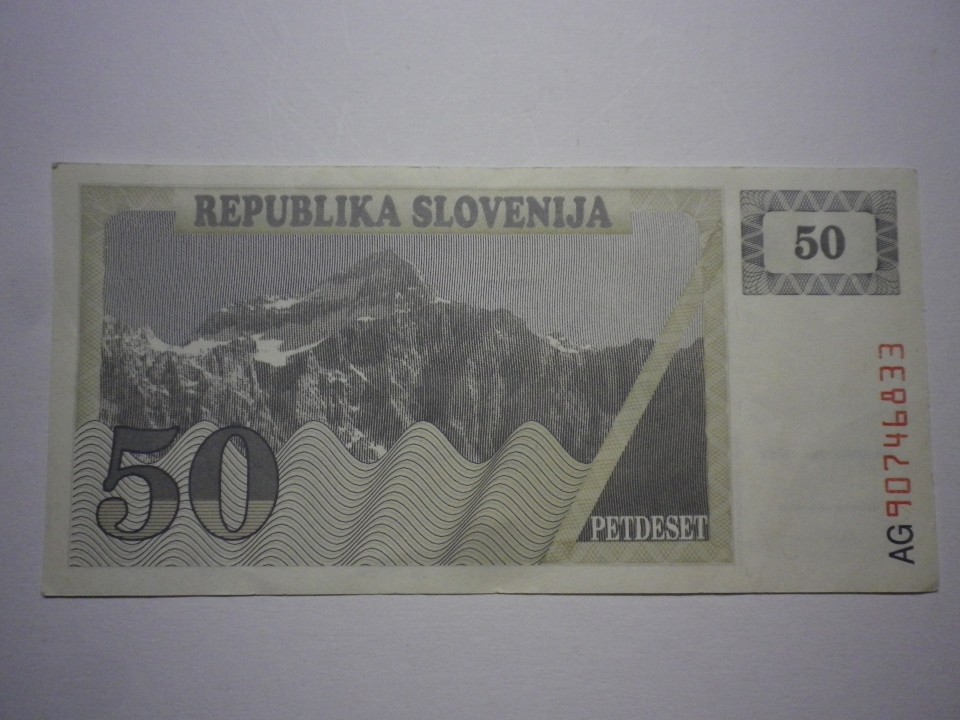 REPUBLIKA SLOVENIJA
50
50
PETDESET
AG90746833